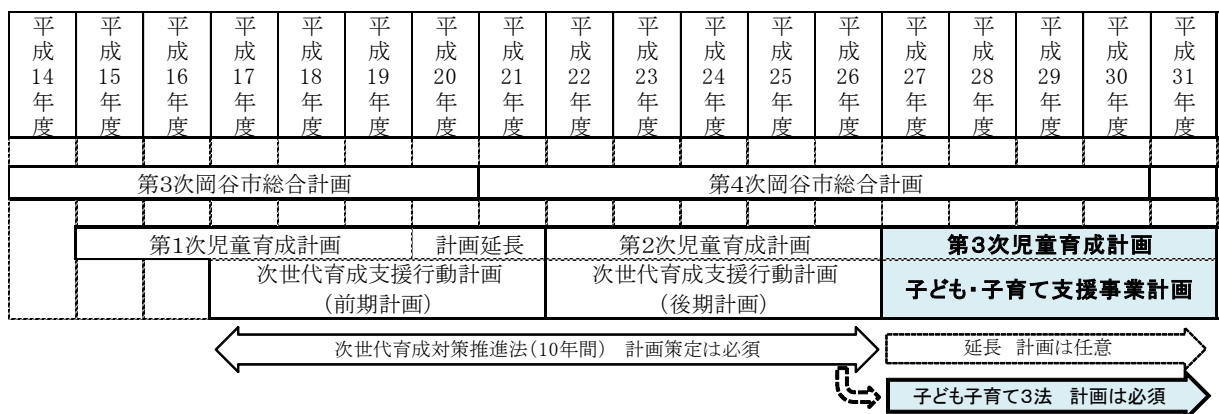 平成14年度 平成15年度 平成16年度 平成17年度 平成18年度 平成19年度 平成20年度 平成21年度 平成22年度 平成23年度 平成24年度 平成25年度 平成26年度 平成27年度 平成28年度 平成29年度 平成30年度 平成31年度
第3次岡谷市総合計画 第4次岡谷市総合計画
第1次児童育成計画 計画延長 第2次児童育成計画 第3次児童育成計画
次世代育成支援行動計画 次世代育成支援行動計画 子ども・子育て支援事業計画
(前期計画) (後期計画)
次世代育成対策推進法(10年間) 計画策定は必須 延長 計画は任意
子ども子育て3法 計画は必須